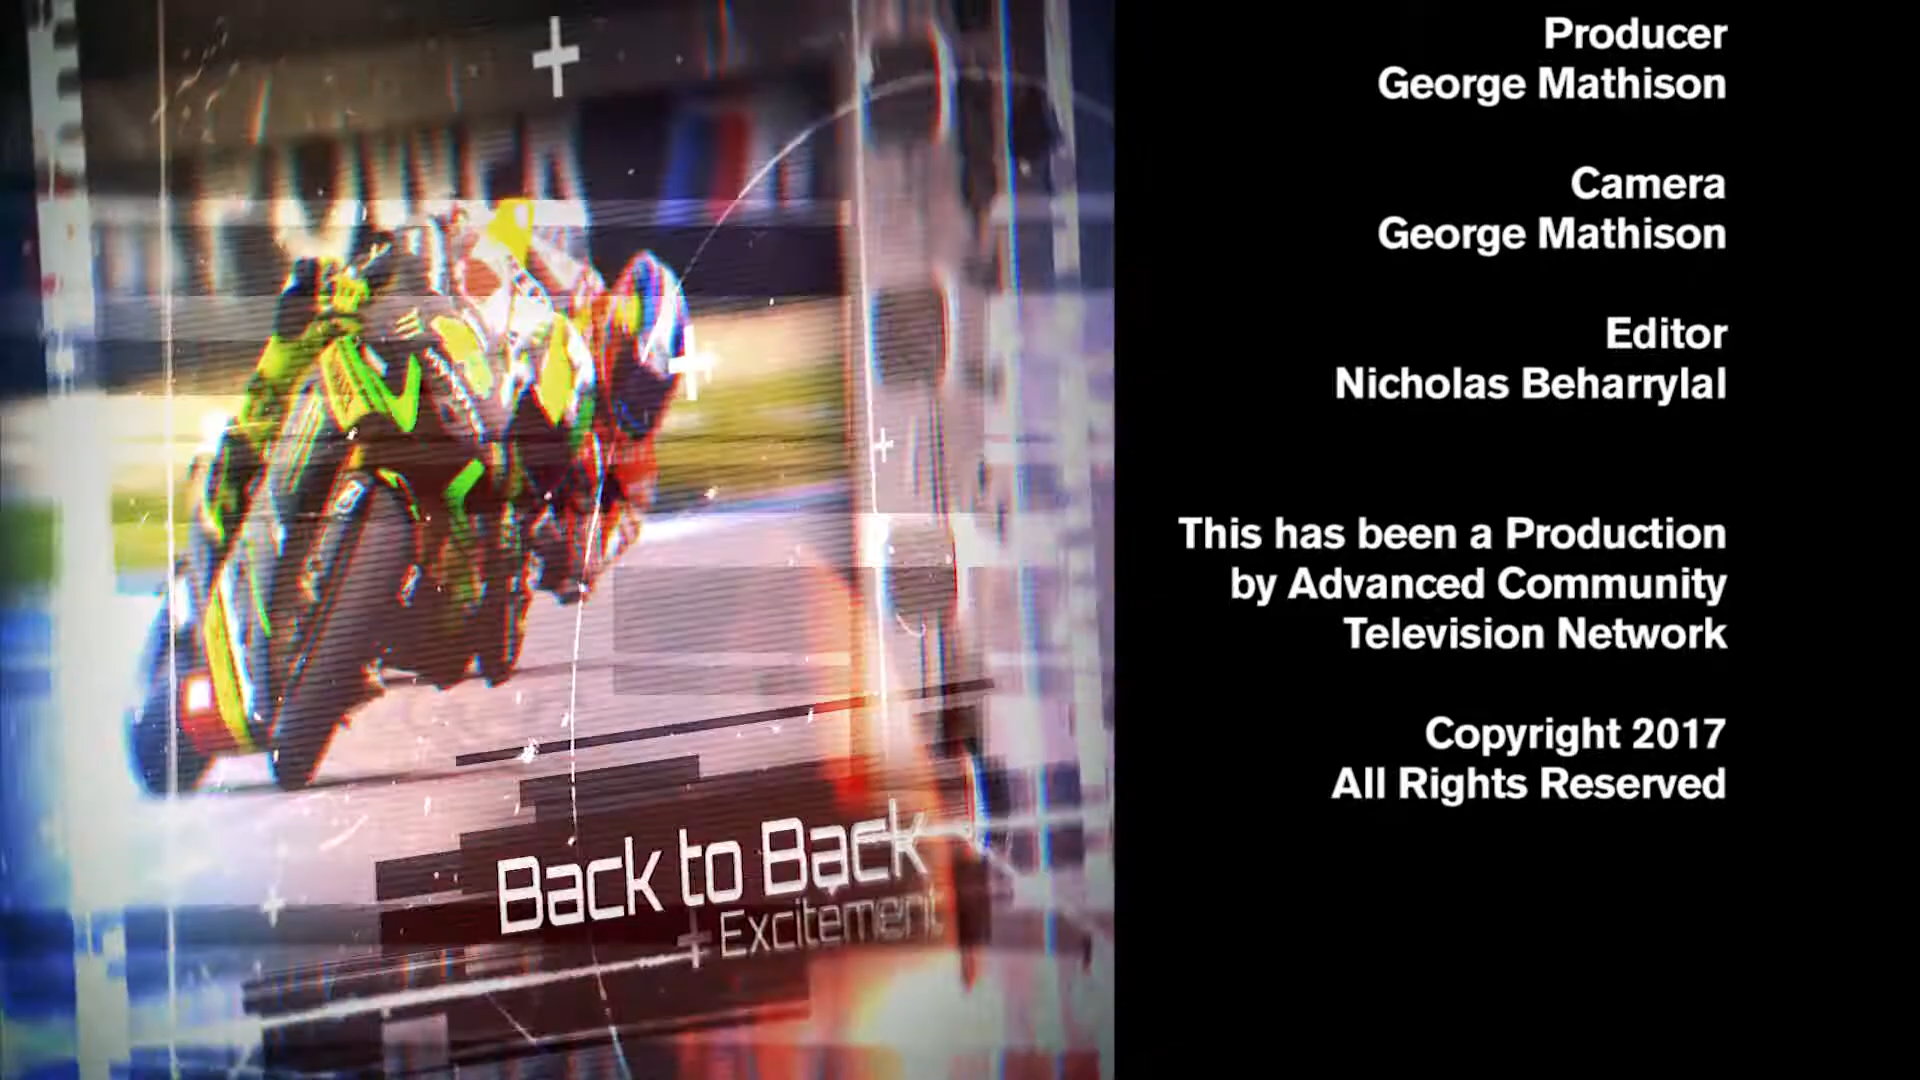 Back to Back
Excitement
Producer
George Mathison
Camera
George Mathison
Editor
Nicholas Beharrylal
This has been a Production
by Advanced Community
Television Network
Copyright 2017
All Rights Reserved